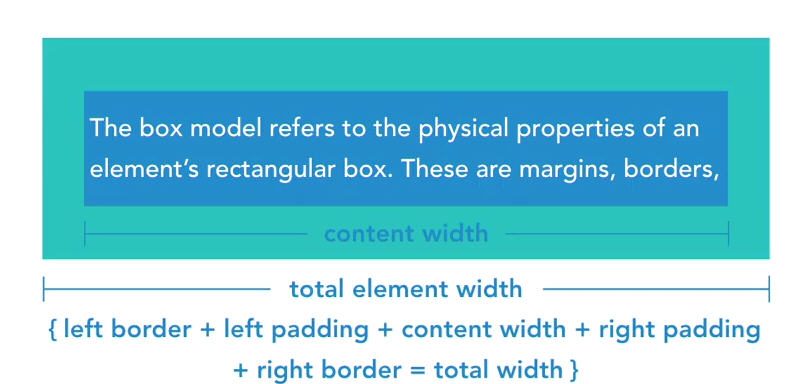 The box model refers to the physical properties of an
element’s rectangular box. These are margins, borders,
content width
total element width
{ left border + left padding + content width + right padding
+ right border = total width }